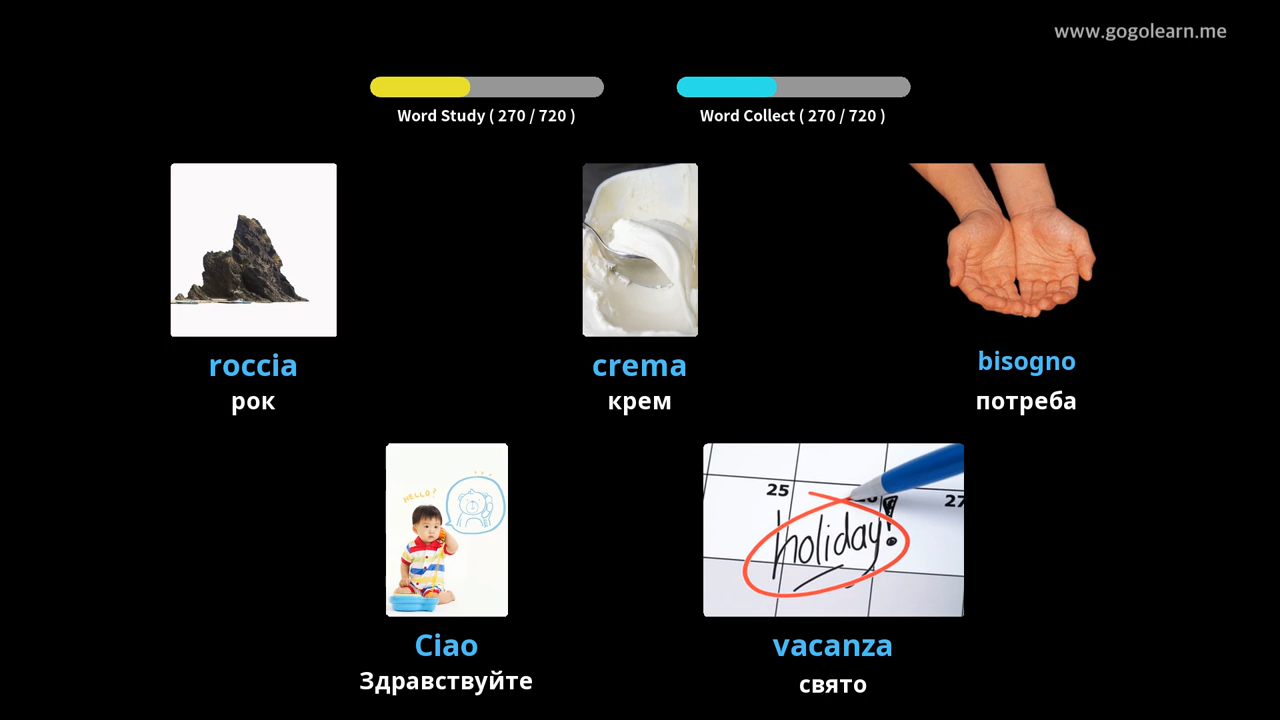 www.gogolearn.me
Word Study ( 270 / 720 )
Word Collect ( 270 / 720 )
roccia
рок
crema
крем
bisogno
потреба
HELLO?
Ciao
Здравствуйте
25
27
holiday!
vacanza
свято